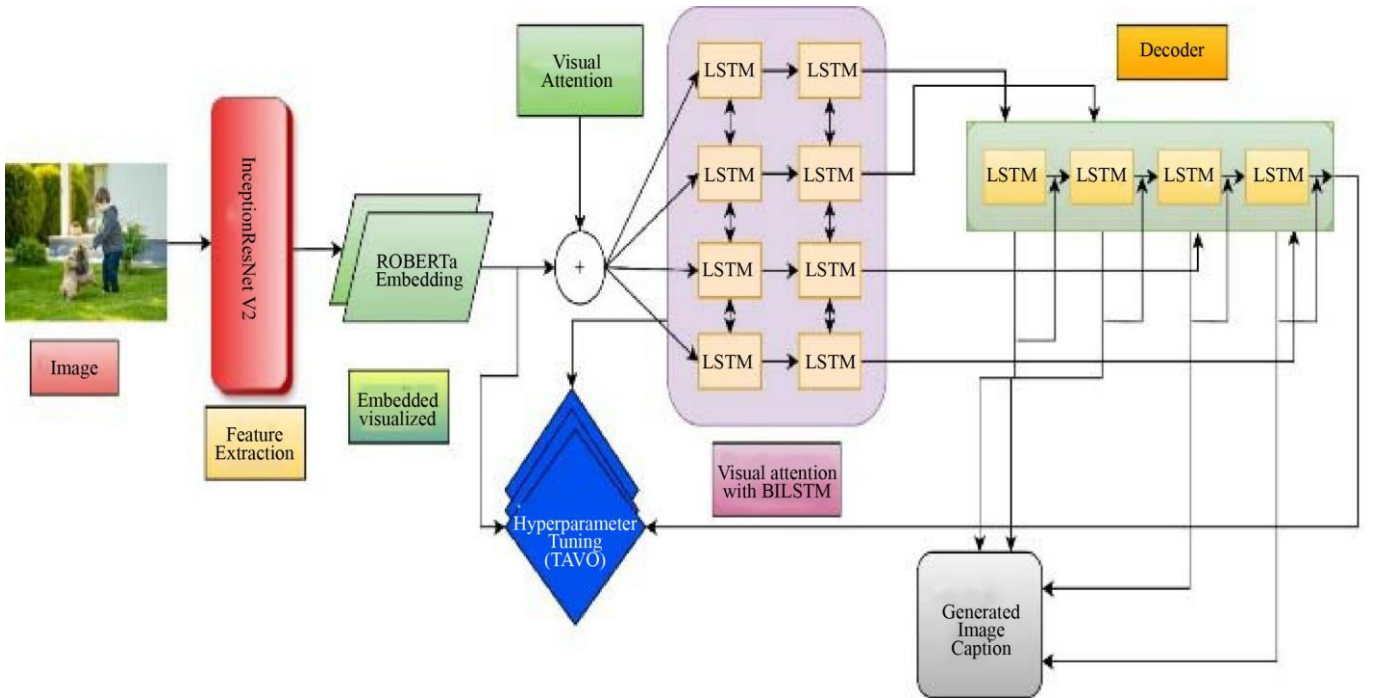 Visual
Attention
Decoder
LSTM
LSTM
LSTM
LSTM
LSTM
LSTM
LSTM
LSTM
LSTM
LSTM
LSTM
LSTM
InceptionResNet V2
ROBERTa
Embedding
+
Image
Embedded
visualized
Feature
Extraction
Visual attention
with BILSTM
Hyperparameter
Tuning
(TAVO)
Generated
Image
Caption